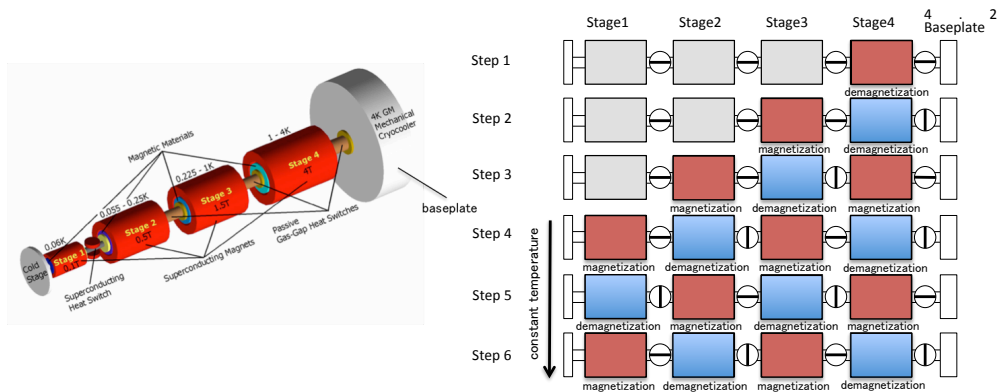 4K GM
Mechanical
Cryocooler
1 - 4K
Magnetic Materials
Stage 4
4T
0.225 - 1K
Stage 3
1.5T
0.055 - 0.25K
Stage 2
0.5T
0.06K
Stage 1
0.1T
Cold
Stage
Superconducting
Heat Switch
Superconducting Magnets
Passive
Gas-Gap Heat Switches
baseplate
Stage1 Stage2 Stage3 Stage4 4 . 2
Baseplate
Step 1
demagnetization
Step 2
magnetization demagnetization
Step 3
magnetization demagnetization magnetization
Step 4
magnetization demagnetization magnetization demagnetization
Step 5
demagnetization magnetization demagnetization magnetization
Step 6
magnetization demagnetization magnetization demagnetization
constant temperature